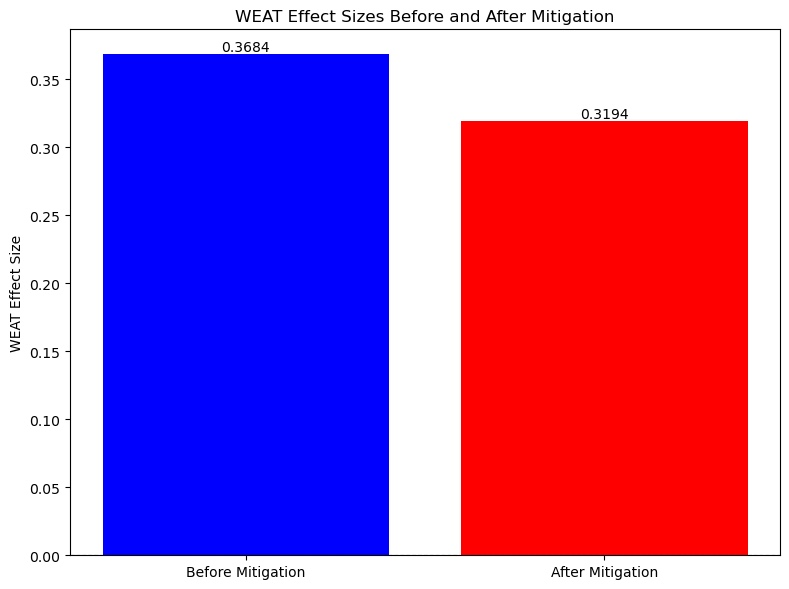 WEAT Effect Sizes Before and After Mitigation
0.3684
0.3194
WEAT Effect Size
0.35
0.30
0.25
0.20
0.15
0.10
0.05
0.00
Before Mitigation
After Mitigation